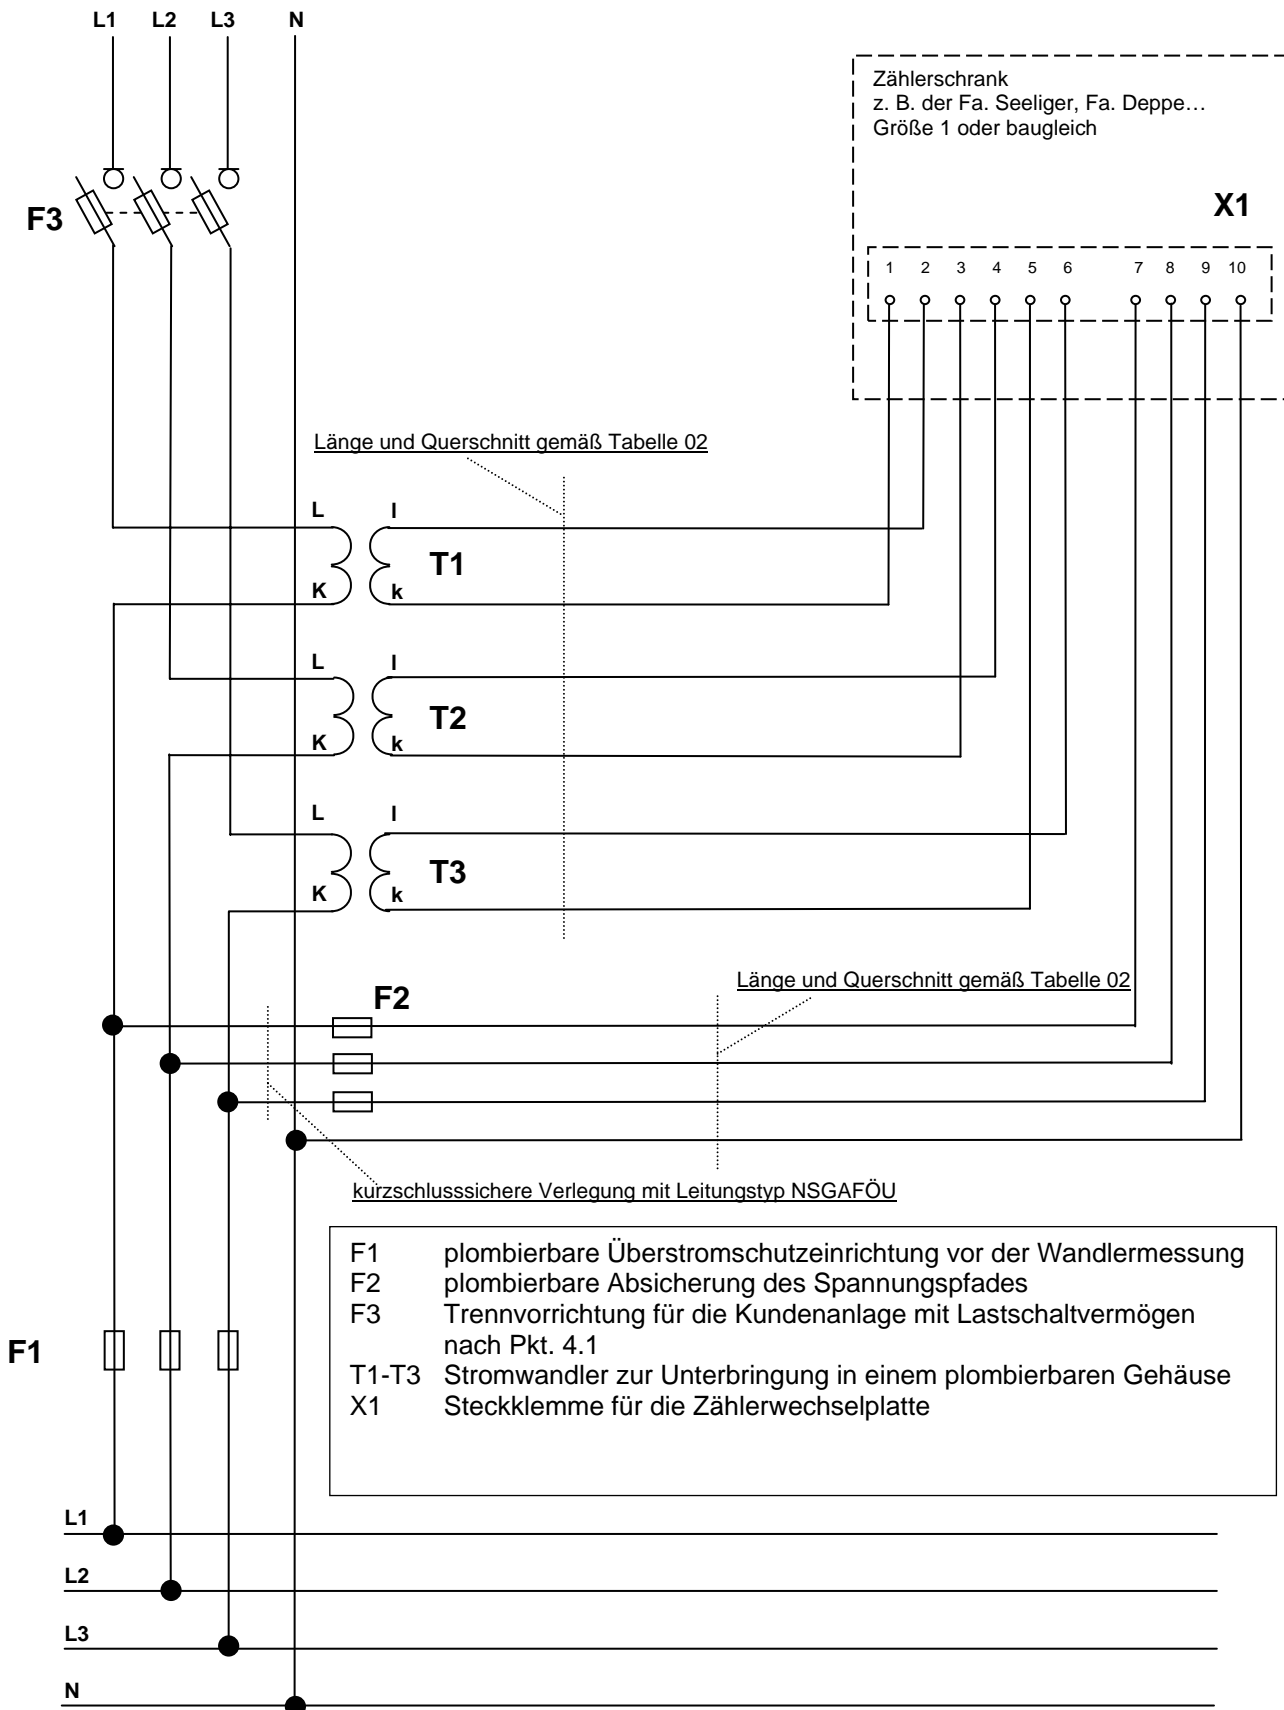 L1 L2 L3 N
Zählerschrank
z. B. der Fa. Seeliger, Fa. Deppe…
Größe 1 oder baugleich
X1
F3
1 2 3 4 5 6 7 8 9 10
Länge und Querschnitt gemäß Tabelle 02
L l
T1
K k
L l
T2
K k
L l
T3
K k
Länge und Querschnitt gemäß Tabelle 02
F2
kurzschlusssichere Verlegung mit Leitungstyp NSGAFÖU
F1 plombierbare Überstromschutzeinrichtung vor der Wandlermessung
F2 plombierbare Absicherung des Spannungspfades
F3 Trennvorrichtung für die Kundenanlage mit Lastschaltvermögen
nach Pkt. 4.1
T1-T3 Stromwandler zur Unterbringung in einem plombierbaren Gehäuse
X1 Steckklemme für die Zählerwechselplatte
F1
L1
L2
L3
N